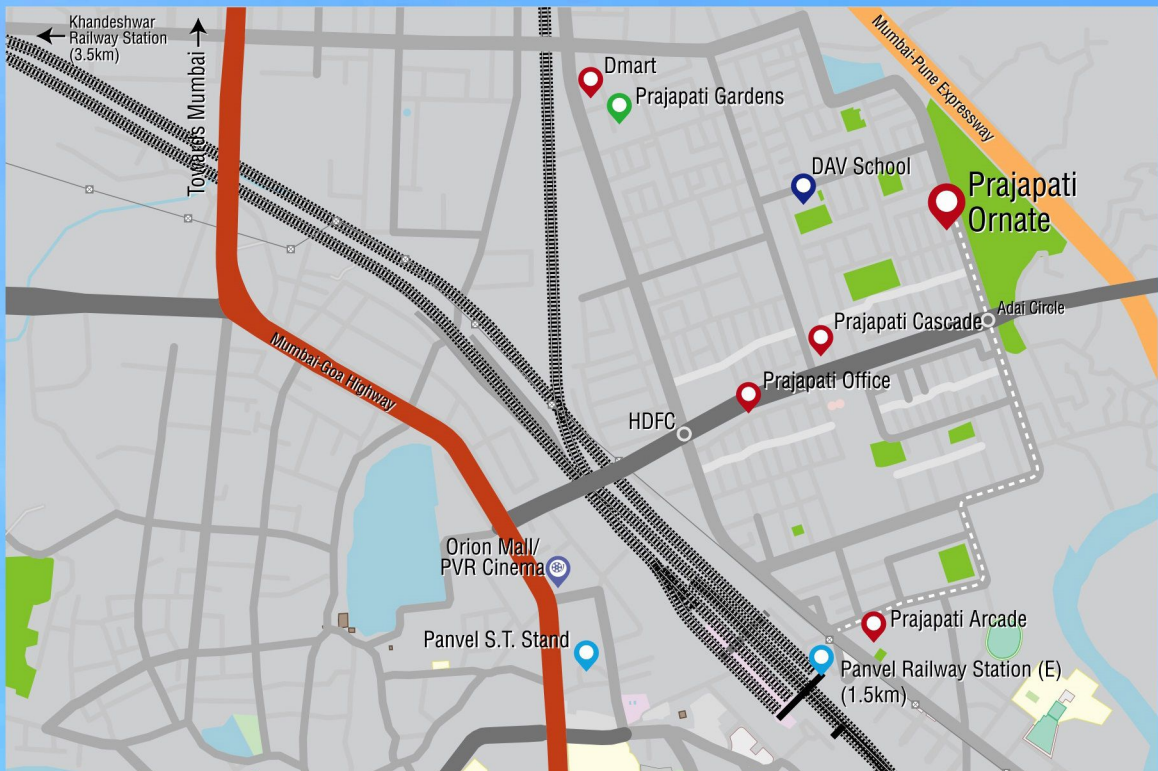 Khandeshwar
Railway Station
(3.5km)
Towards Mumbai
Mumbai-Pune Expressway
Dmart
Prajapati Gardens
DAV School
Prajapati
Ornate
Adai Circle
Prajapati Cascade
Mumbai-Goa Highway
Prajapati Office
HDFC
Orion Mall/
PVR Cinema
Prajapati Arcade
Panvel S.T. Stand
Panvel Railway Station (E)
(1.5km)